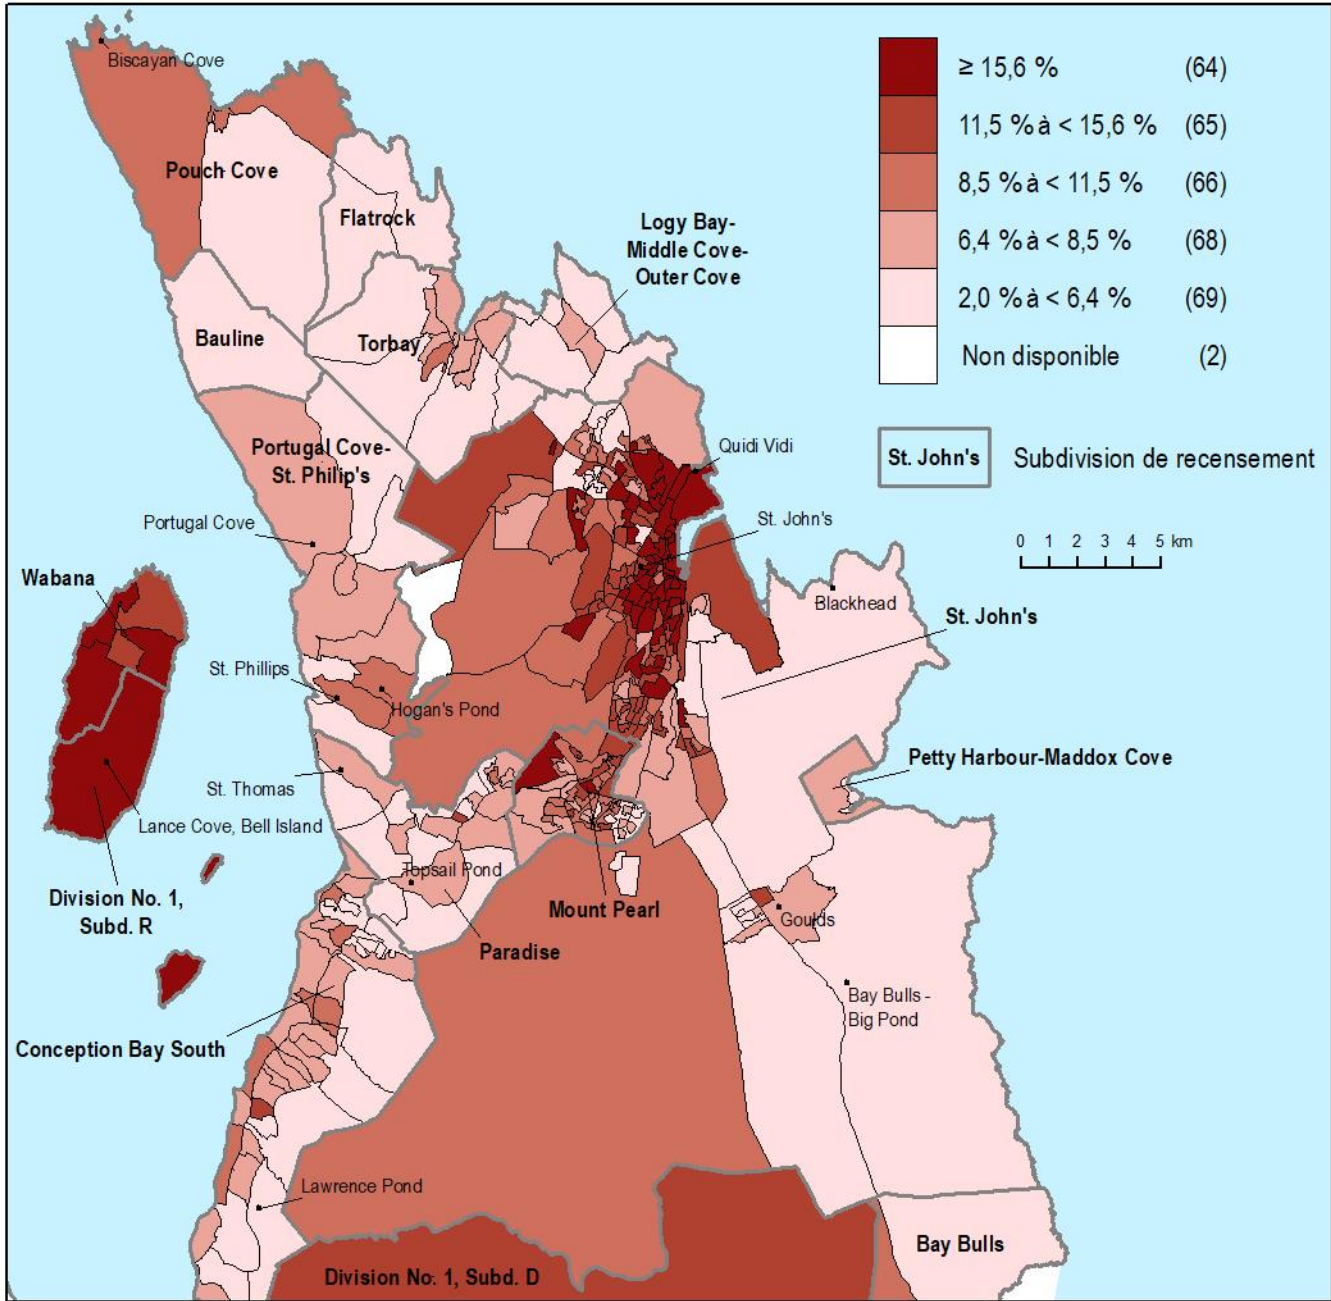 Biscayan Cove
Pouch Cove
Flatrock
Logy Bay-
Middle Cove-
Outer Cove
Bauline
Torbay
Portugal Cove-
St. Philip's
Quidi Vidi
Portugal Cove
St. John's
Wabana
Blackhead
St. John's
St. Phillips
Hogan's Pond
Petty Harbour-Maddox Cove
St. Thomas
Lance Cove, Bell Island
Topsail Pond
Division No. 1,
Subd. R
Mount Pearl
Goulds
Paradise
Bay Bulls -
Big Pond
Conception Bay South
Lawrence Pond
Bay Bulls
Division No. 1, Subd. D
≥ 15,6 % (64)
11,5 % à < 15,6 % (65)
8,5 % à < 11,5 % (66)
6,4 % à < 8,5 % (68)
2,0 % à < 6,4 % (69)
Non disponible (2)
St. John's Subdivision de recensement
0 1 2 3 4 5 km